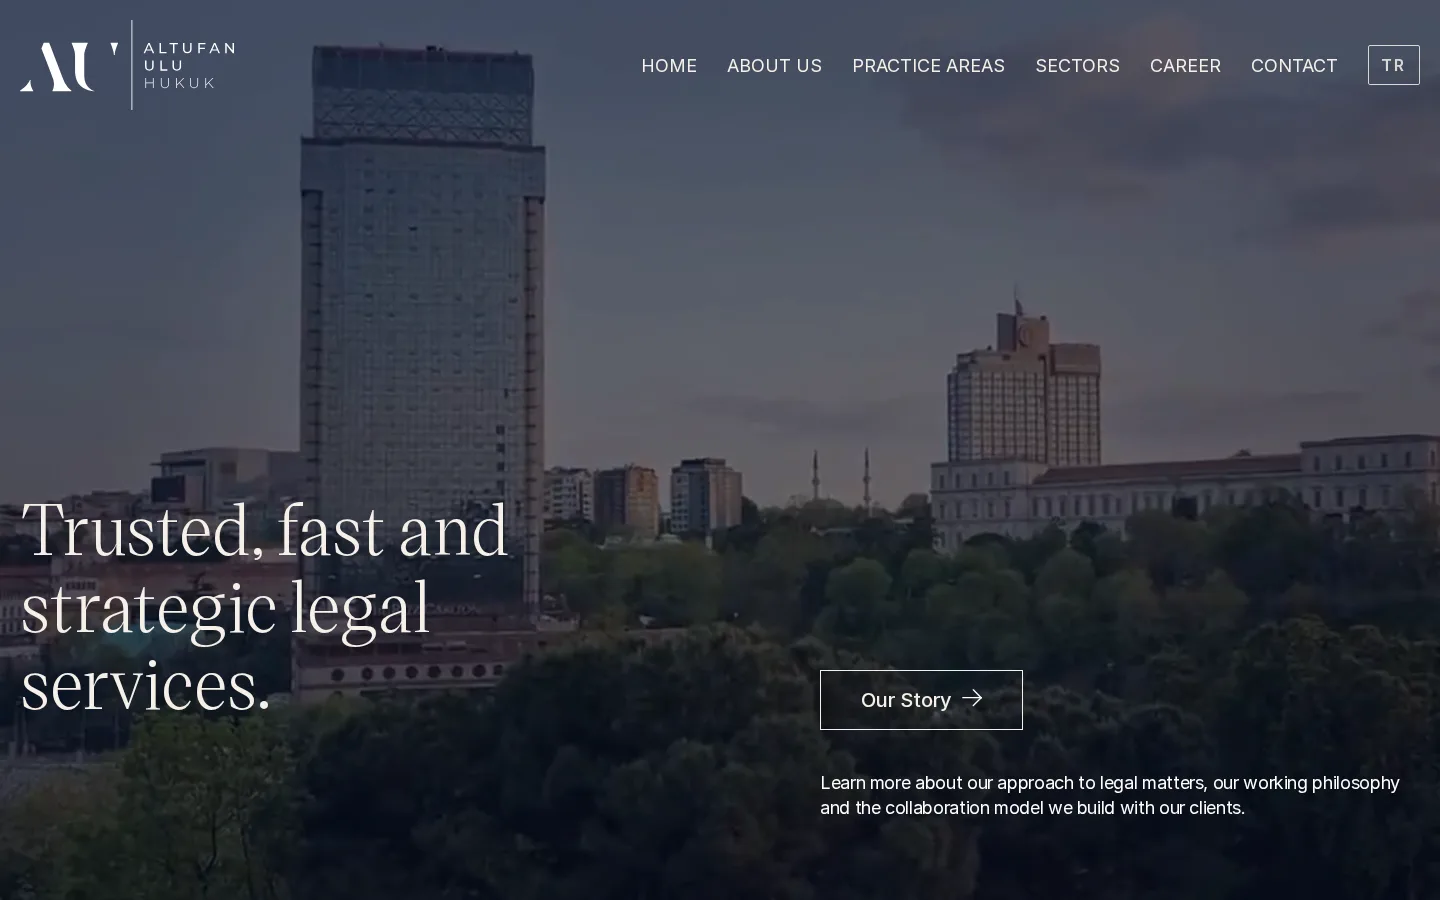 AU
ALTUFAN
ULU
HUKUK
HOME
ABOUT US
PRACTICE AREAS
SECTORS
CAREER
CONTACT
TR
Trusted, fast and
strategic legal
services.
Our Story →
Learn more about our approach to legal matters, our working philosophy
and the collaboration model we build with our clients.